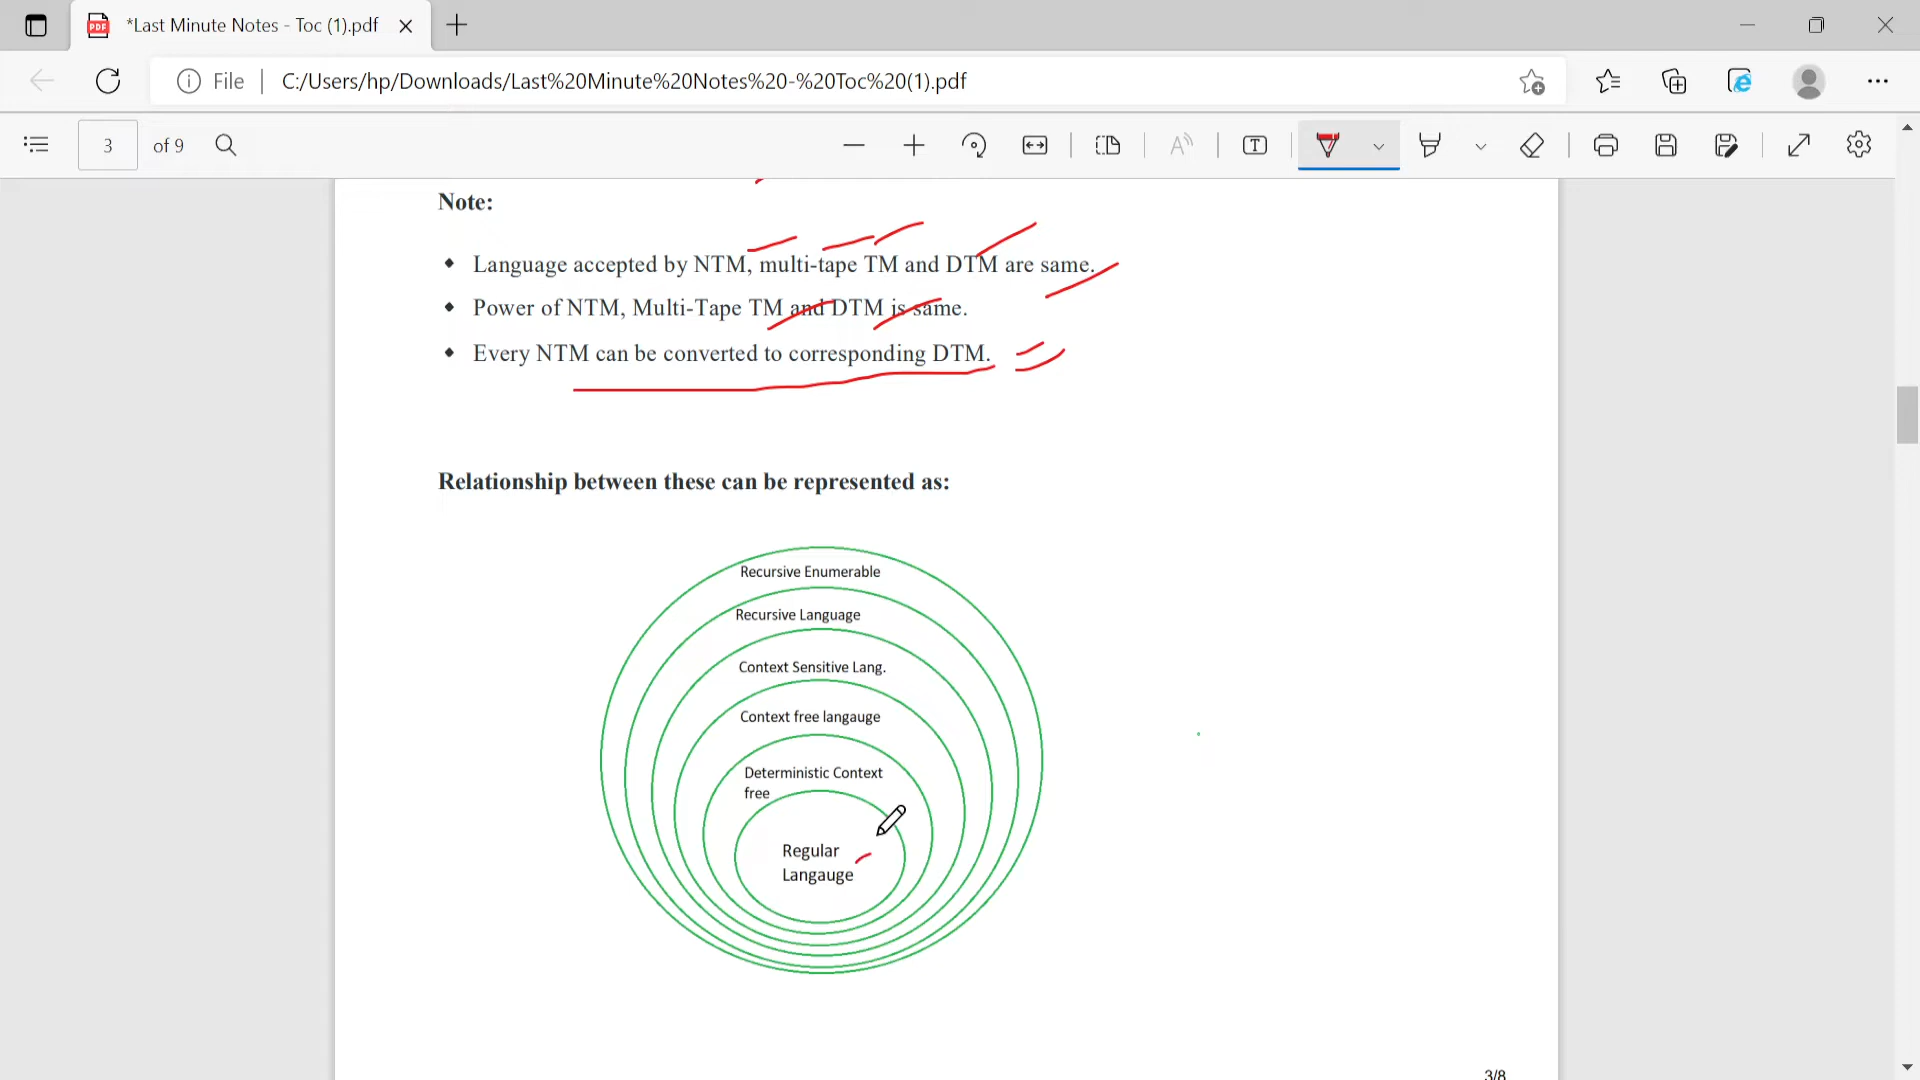 *Last Minute Notes - Toc (1).pdf
File
C:/Users/hp/Downloads/Last%20Minute%20Notes%20-%20Toc%20(1).pdf
3 of 9
Note:
Language accepted by NTM, multi-tape TM and DTM are same.
Power of NTM, Multi-Tape TM and DTM is same.
Every NTM can be converted to corresponding DTM.
Relationship between these can be represented as:
Recursive Enumerable
Recursive Language
Context Sensitive Lang.
Context free langauge
Deterministic Context
free
Regular
Langauge
3/8